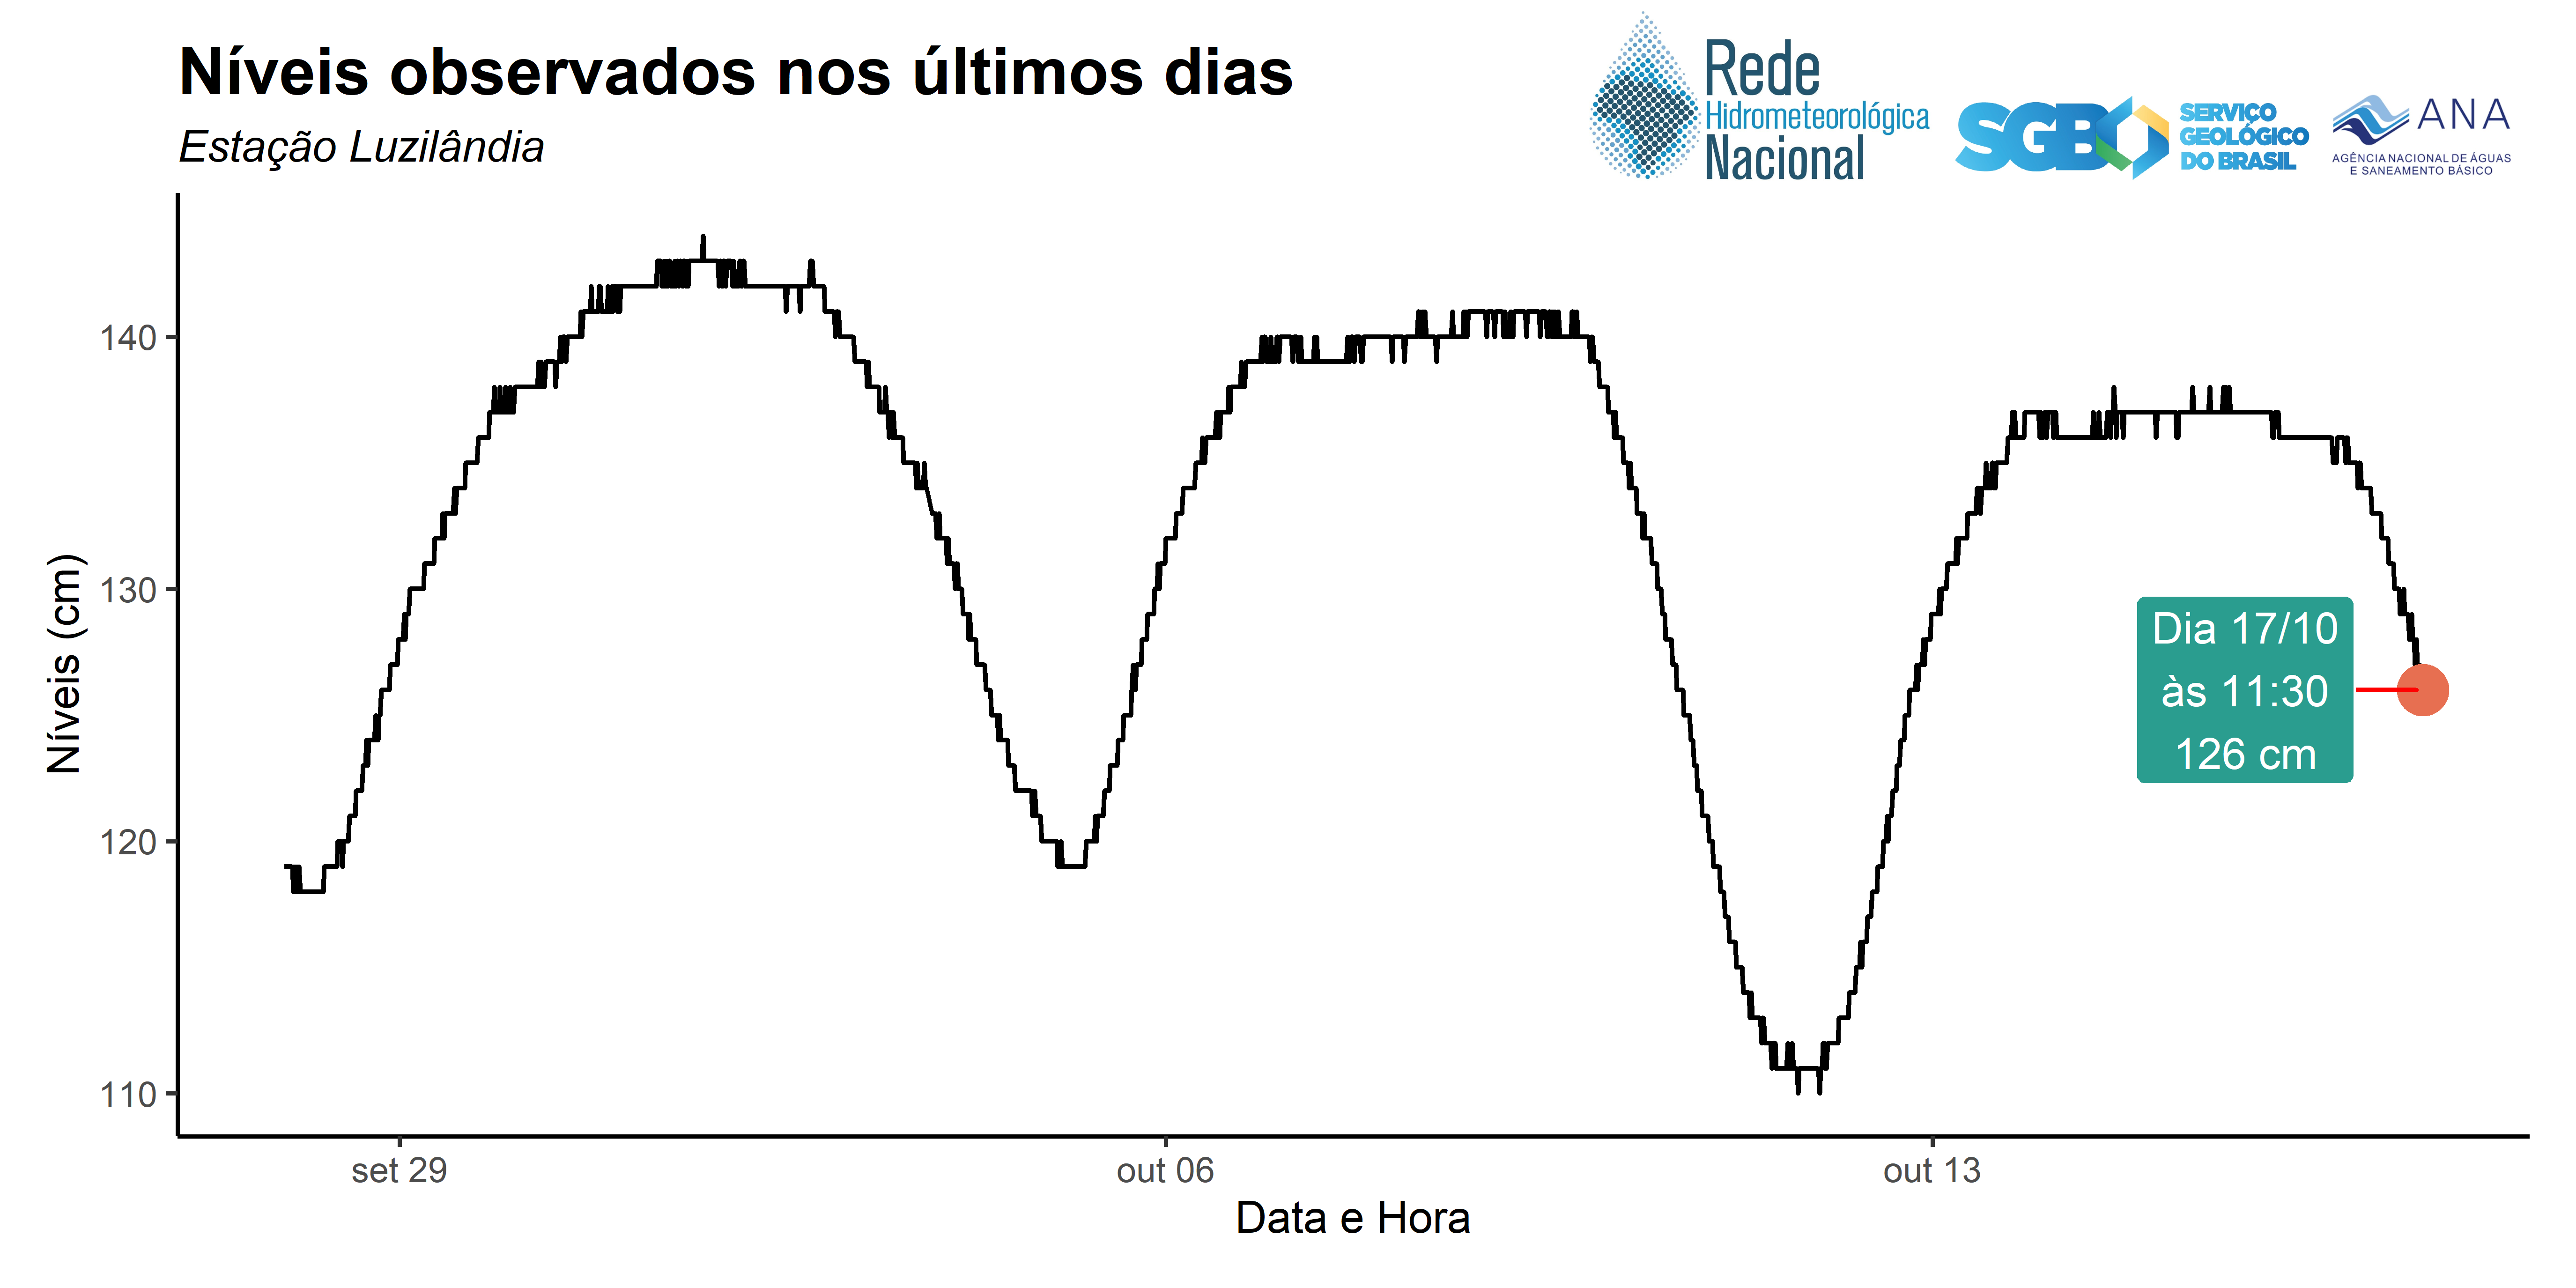 Níveis observados nos últimos dias
Estação Luzilândia
Rede
Hidrometeorológica
Nacional
SGB
SERVIÇO
GEOLÓGICO
DO BRASIL
ANA
AGÊNCIA NACIONAL DE ÁGUAS
E SANEAMENTO BÁSICO
Níveis (cm)
140
130
120
110
Dia 17/10
às 11:30
126 cm
set 29
out 06
out 13
Data e Hora